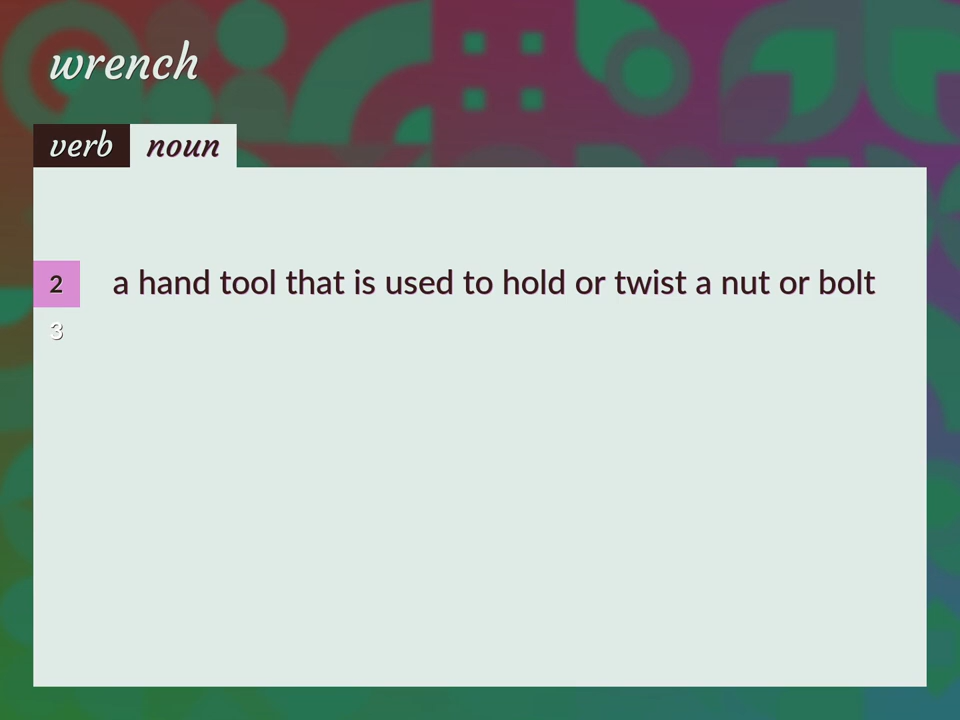 wrench
verb noun
2 a hand tool that is used to hold or twist a nut or bolt
3